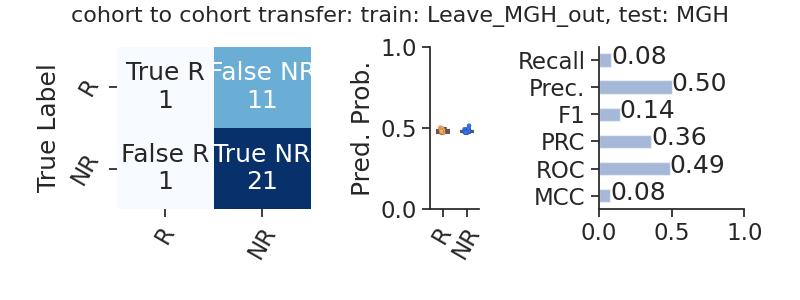 cohort to cohort transfer: train: Leave_MGH_out, test: MGH
True Label
R
NR
True R
1
False NR
11
False R
1
True NR
21
R
NR
Pred. Prob.
1.0
0.5
0.0
R
NR
Recall
0.08
Prec.
0.50
F1
0.14
PRC
0.36
ROC
0.49
MCC
0.08
0.0
0.5
1.0